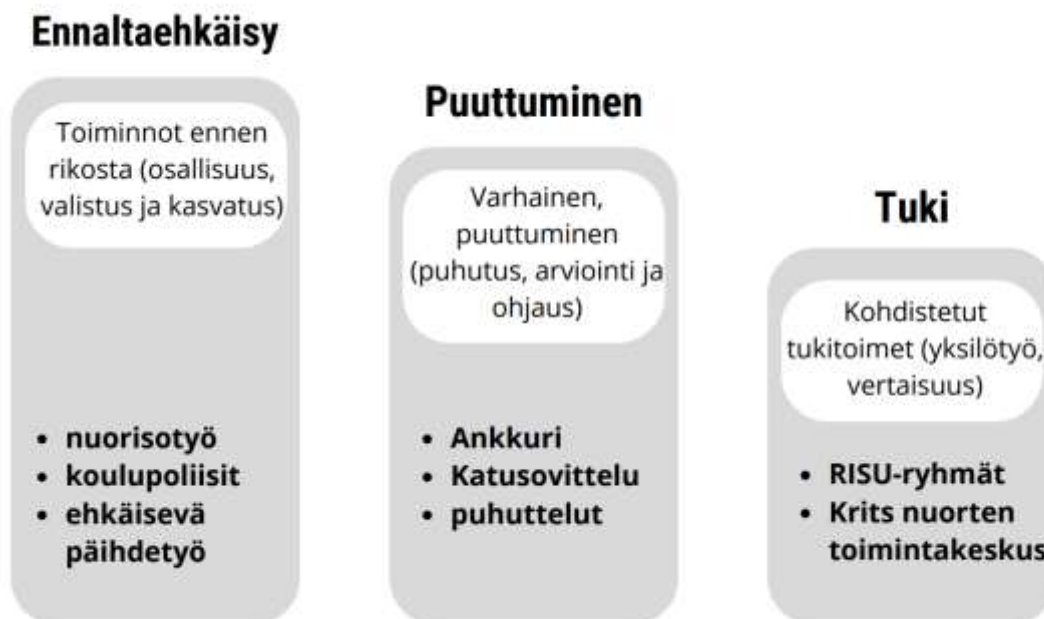 Ennaltaehkäisy
Toiminnot ennen
rikosta (osallisuus,
valistus ja kasvatus)
• nuorisotyö
• koulupoliisit
• ehkäisevä
päihdetyö
Puuttuminen
Varhainen,
puuttuminen
(puhutus, arviointi ja
ohjaus)
• Ankkuri
• Katusovittelu
• puhuttelut
Tuki
Kohdistetut
tukitoimet (yksilötyö,
vertaisuus)
• RISU-ryhmät
• Krits nuorten
toimintakeskus